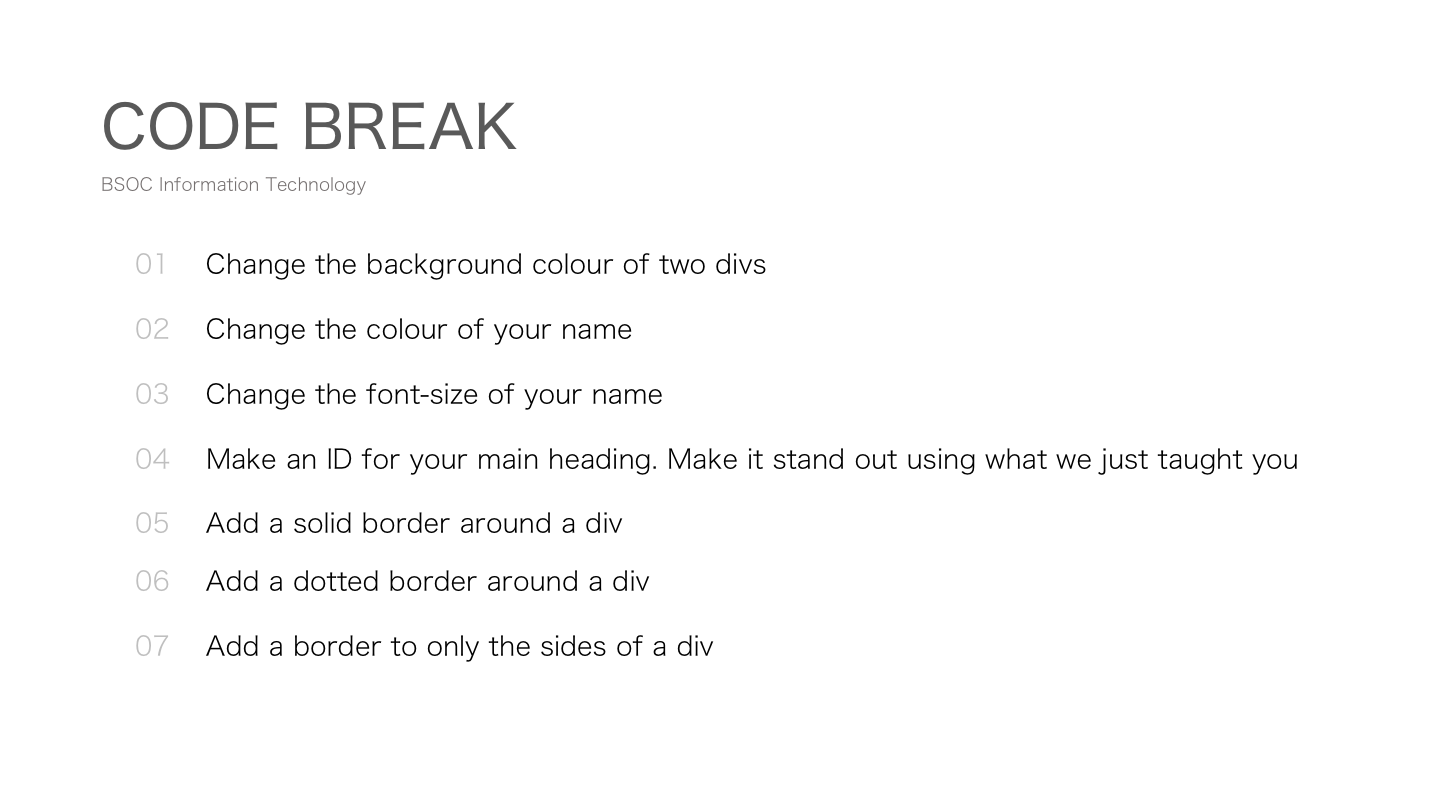 CODE BREAK
BSOC Information Technology
01 Change the background colour of two divs
02 Change the colour of your name
03 Change the font-size of your name
04 Make an ID for your main heading. Make it stand out using what we just taught you
05 Add a solid border around a div
06 Add a dotted border around a div
07 Add a border to only the sides of a div